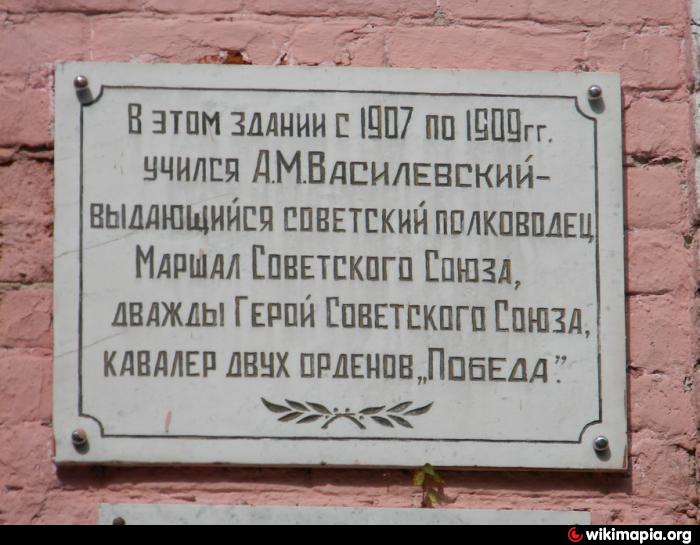 В этом здании с 1907 по 1909гг.
учился А.М.Василевский-
выдающийся советский полководец
Маршал Советского Союза,
дважды Герой Советского Союза,
кавалер двух орденов „Победа”.
wikimapia.org